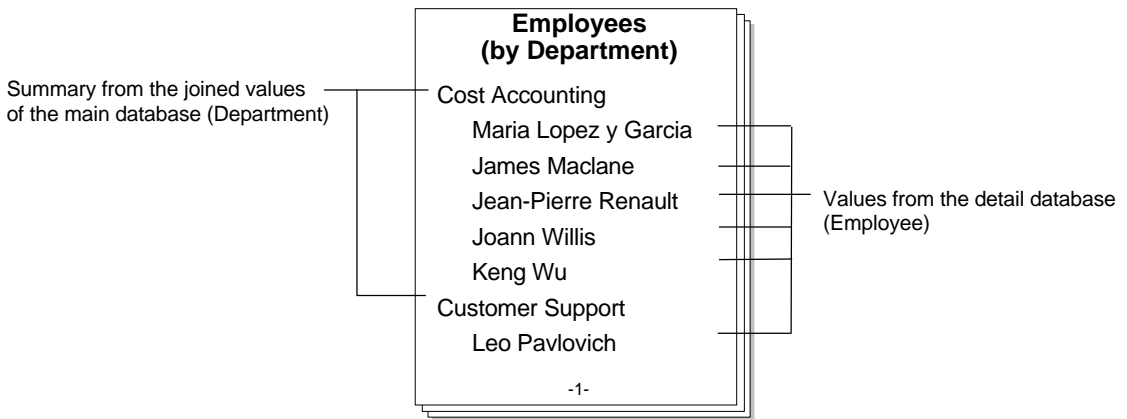 Employees
(by Department)
Summary from the joined values
of the main database (Department)
Cost Accounting
Maria Lopez y Garcia
James Maclane
Jean-Pierre Renault
Joann Willis
Keng Wu
Customer Support
Leo Pavlovich
Values from the detail database
(Employee)
-1-